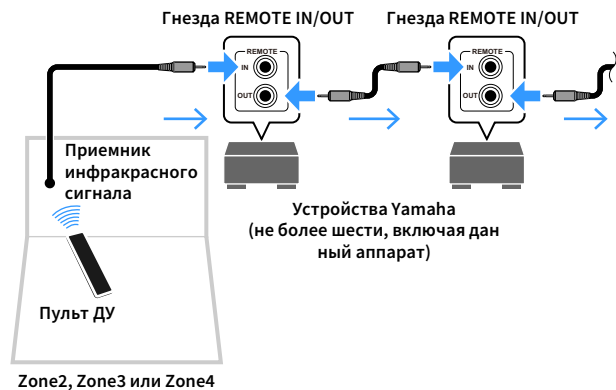 Гнезда REMOTE IN/OUT
Гнезда REMOTE IN/OUT
REMOTE
IN
OUT
REMOTE
IN
OUT
Приемник
инфракрасного
сигнала
Устройства Yamaha
(не более шести, включая дан
ный аппарат)
Пульт ДУ
Zone2, Zone3 или Zone4